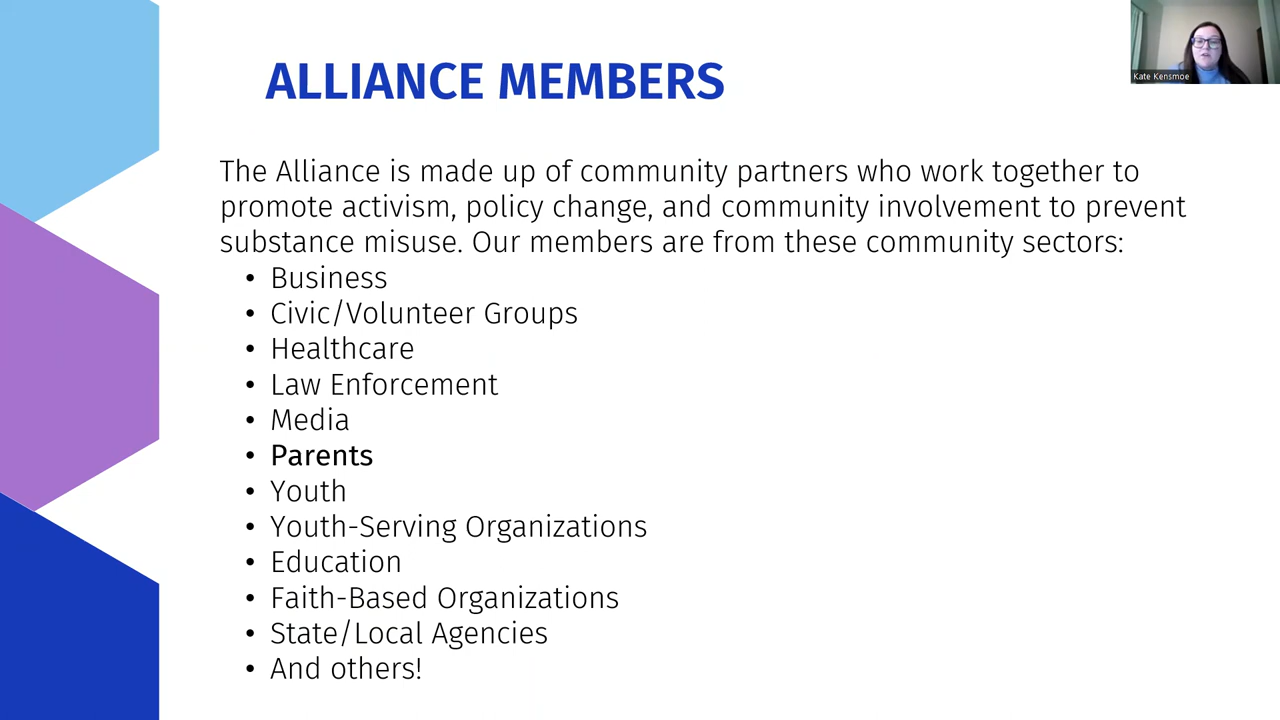 ALLIANCE MEMBERS
Kate Kensmoe
The Alliance is made up of community partners who work together to
promote activism, policy change, and community involvement to prevent
substance misuse. Our members are from these community sectors:
• Business
• Civic/Volunteer Groups
• Healthcare
• Law Enforcement
• Media
• Parents
• Youth
• Youth-Serving Organizations
• Education
• Faith-Based Organizations
• State/Local Agencies
• And others!